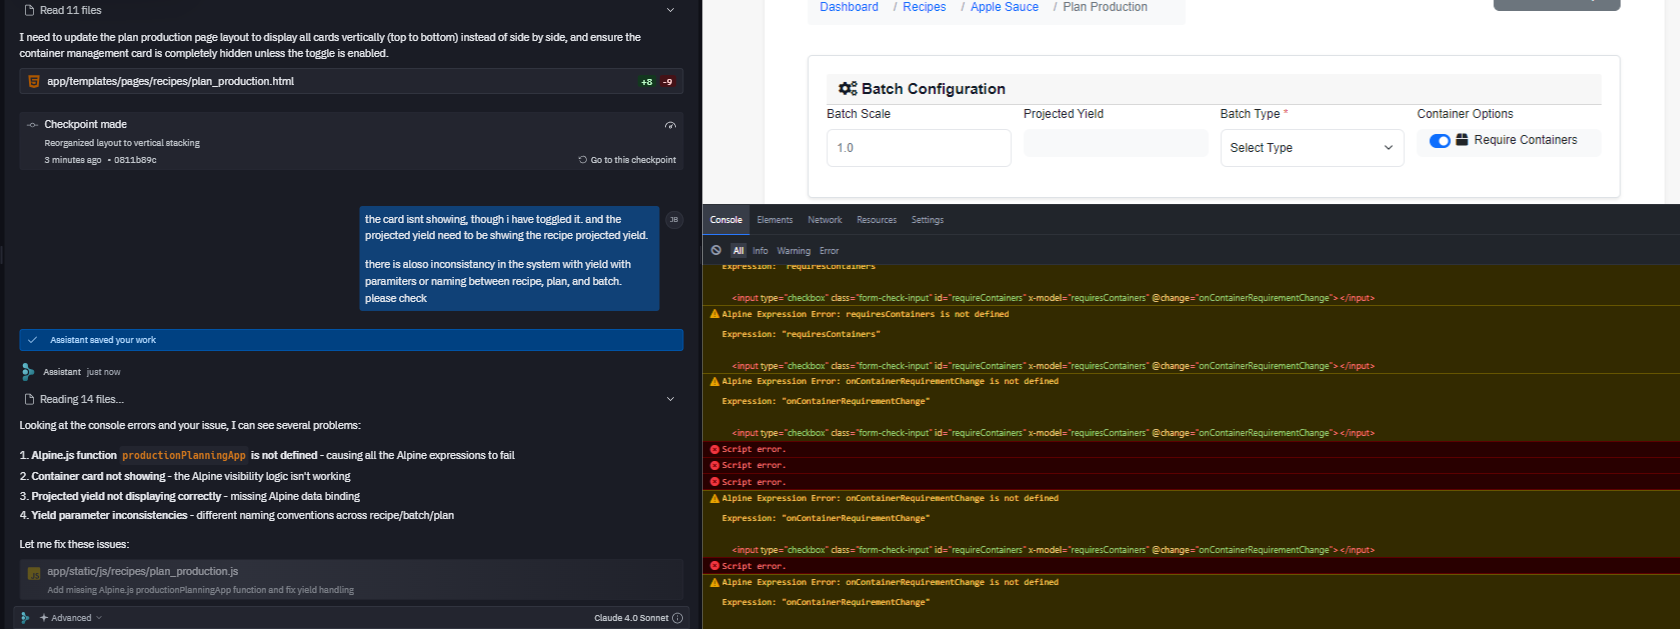 Read 11 files
I need to update the plan production page layout to display all cards vertically (top to bottom) instead of side by side, and ensure the
container management card is completely hidden unless the toggle is enabled.
app/templates/pages/recipes/plan_production.html
+8 -9
Checkpoint made
Reorganized layout to vertical stacking
3 minutes ago • 0811b89c
Go to this checkpoint
the card isnt showing, though i have toggled it. and the
projected yield need to be shwing the recipe projected yield.
there is aloso inconsistancy in the system with yield with
paramiters or naming between recipe, plan, and batch.
please check
JB
Assistant saved your work
Assistant just now
Reading 14 files...
Looking at the console errors and your issue, I can see several problems:
1. Alpine.js function productionPlanningApp is not defined - causing all the Alpine expressions to fail
2. Container card not showing - the Alpine visibility logic isn't working
3. Projected yield not displaying correctly - missing Alpine data binding
4. Yield parameter inconsistencies - different naming conventions across recipe/batch/plan
Let me fix these issues:
app/static/js/recipes/plan_production.js
Add missing Alpine.js productionPlanningApp function and fix yield handling
Advanced
Claude 4.0 Sonnet
Dashboard / Recipes / Apple Sauce / Plan Production
Batch Configuration
Batch Scale
Projected Yield
Batch Type *
Container Options
1.0
Select Type
Require Containers
Console Elements Network Resources Settings
All Info Warning Error
Expression: "requiresContainers"
<input type="checkbox" class="form-check-input" id="requireContainers" x-model="requiresContainers" @change="onContainerRequirementChange"></input>
Alpine Expression Error: requiresContainers is not defined
Expression: "requiresContainers"
<input type="checkbox" class="form-check-input" id="requireContainers" x-model="requiresContainers" @change="onContainerRequirementChange"></input>
Alpine Expression Error: onContainerRequirementChange is not defined
Expression: "onContainerRequirementChange"
<input type="checkbox" class="form-check-input" id="requireContainers" x-model="requiresContainers" @change="onContainerRequirementChange"></input>
Script error.
Script error.
Script error.
Alpine Expression Error: onContainerRequirementChange is not defined
Expression: "onContainerRequirementChange"
<input type="checkbox" class="form-check-input" id="requireContainers" x-model="requiresContainers" @change="onContainerRequirementChange"></input>
Script error.
Alpine Expression Error: onContainerRequirementChange is not defined
Expression: "onContainerRequirementChange"